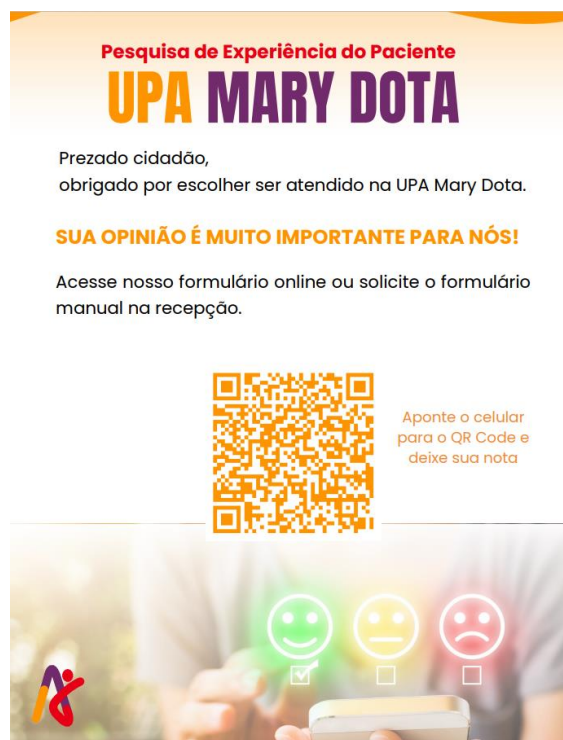 Pesquisa de Experiência do Paciente
UPA MARY DOTA
Prezado cidadão,
obrigado por escolher ser atendido na UPA Mary Dota.
SUA OPINIÃO É MUITO IMPORTANTE PARA NÓS!
Acesse nosso formulário online ou solicite o formulário
manual na recepção.
Aponte o celular
para o QR Code e
deixe sua nota